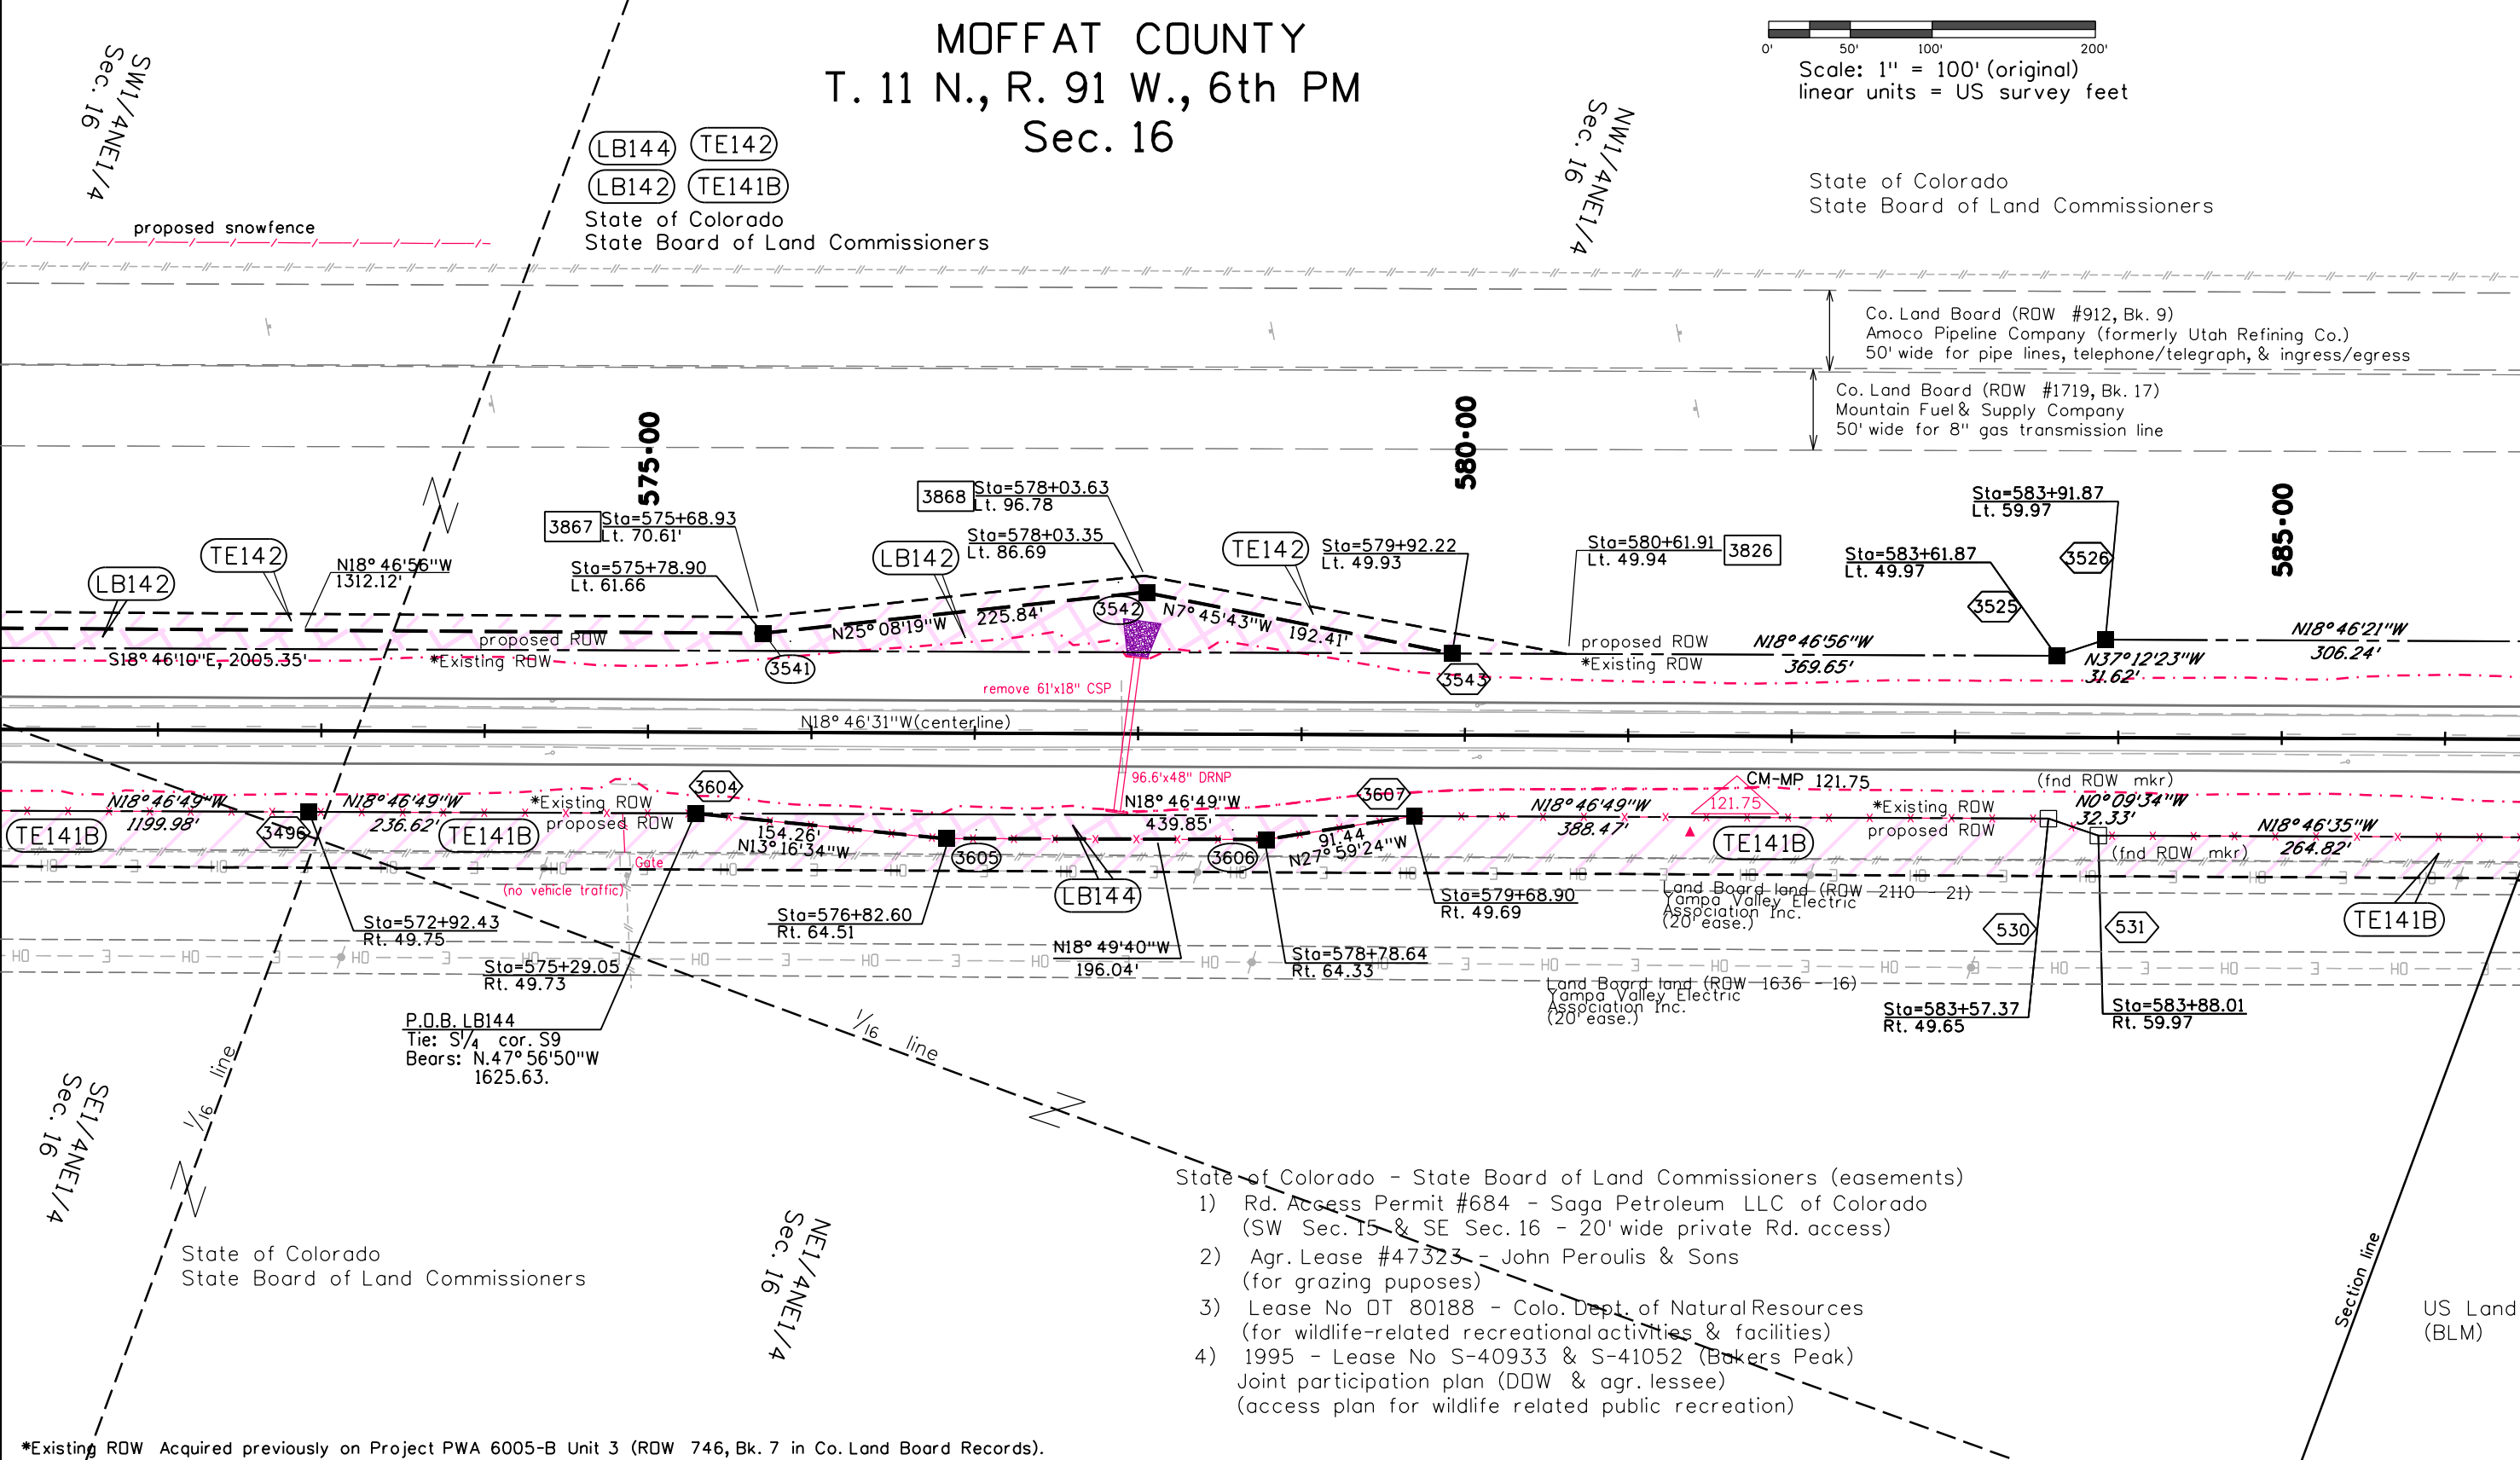 MOFFAT COUNTY
T. 11 N., R. 91 W., 6th PM
Sec. 16
0' 50' 100' 200'
Scale: 1" = 100' (original)
linear units = US survey feet
SW1/4NE1/4
Sec. 16
LB144 TE142
LB142 TE141B
State of Colorado
State Board of Land Commissioners
NW1/4NE1/4
Sec. 16
State of Colorado
State Board of Land Commissioners
proposed snowfence
Co. Land Board (ROW #912, Bk. 9)
Amoco Pipeline Company (formerly Utah Refining Co.)
50' wide for pipe lines, telephone/telegraph, & ingress/egress
Co. Land Board (ROW #1719, Bk. 17)
Mountain Fuel & Supply Company
50' wide for 8" gas transmission line
575+00
580+00
585+00
LB142
TE142
N18° 46'56"W
1312.12'
3867
Sta=575+68.93
Lt. 70.61'
Sta=575+78.90
Lt. 61.66
3868
Sta=578+03.63
Lt. 96.78
Sta=578+03.35
Lt. 86.69
LB142
TE142
Sta=579+92.22
Lt. 49.93
Sta=580+61.91
Lt. 49.94
3826
Sta=583+61.87
Lt. 49.97
Sta=583+91.87
Lt. 59.97
3526
3525
S18° 46'10"E, 2005.35'
proposed ROW
*Existing ROW
3541
N25° 08'19"W
225.84'
3542
N7° 45'43"W
192.41'
3543
proposed ROW
*Existing ROW
N18° 46'56"W
369.65'
N37°12'23"W
31.62'
N18° 46'21"W
306.24'
remove 61'x18" CSP
N18° 46'31"W(centerline)
96.6'x48" DRNP
N18° 46'49"W
1199.98'
TE141B
3496
N18° 46'49"W
236.62'
TE141B
*Existing ROW
proposed ROW
3604
Gate
(no vehicle traffic)
154.26'
N13° 16'34"W
3605
N18° 46'49"W
439.85'
3606
91.44
N27° 59'24"W
3607
LB144
N18° 46'49"W
388.47'
CM-MP 121.75
121.75
TE141B
*Existing ROW
proposed ROW
(fnd ROW mkr)
N0° 09'34"W
32.33'
(fnd ROW mkr)
N18° 46'35"W
264.82'
TE141B
Sta=572+92.43
Rt. 49.75
Sta=575+29.05
Rt. 49.73
Sta=576+82.60
Rt. 64.51
N18° 49'40"W
196.04'
Sta=578+78.64
Rt. 64.33
Sta=579+68.90
Rt. 49.69
Land Board land (ROW 2110 - 21)
Yampa Valley Electric
Association Inc.
(20' ease.)
Land Board land (ROW 1636 - 16)
Yampa Valley Electric
Association Inc.
(20' ease.)
530
531
Sta=583+57.37
Rt. 49.65
Sta=583+88.01
Rt. 59.97
OH E OH E OH E OH E OH E OH E OH
OH E OH E OH E OH E OH E OH E OH
P.O.B. LB144
Tie: S1/4 cor. S9
Bears: N.47° 56'50"W
1625.63.
1/16 line
1/16 line
SE1/4NE1/4
Sec. 16
State of Colorado
State Board of Land Commissioners
NE1/4NE1/4
Sec. 16
State of Colorado - State Board of Land Commissioners (easements)
1) Rd. Access Permit #684 - Saga Petroleum LLC of Colorado
(SW Sec. 15 & SE Sec. 16 - 20' wide private Rd. access)
2) Agr. Lease #47323 - John Peroulis & Sons
(for grazing puposes)
3) Lease No OT 80188 - Colo. Dept. of Natural Resources
(for wildlife-related recreational activities & facilities)
4) 1995 - Lease No S-40933 & S-41052 (Bakers Peak)
Joint participation plan (DOW & agr. lessee)
(access plan for wildlife related public recreation)
Section line
US Land
(BLM)
*Existing ROW Acquired previously on Project PWA 6005-B Unit 3 (ROW 746, Bk. 7 in Co. Land Board Records).